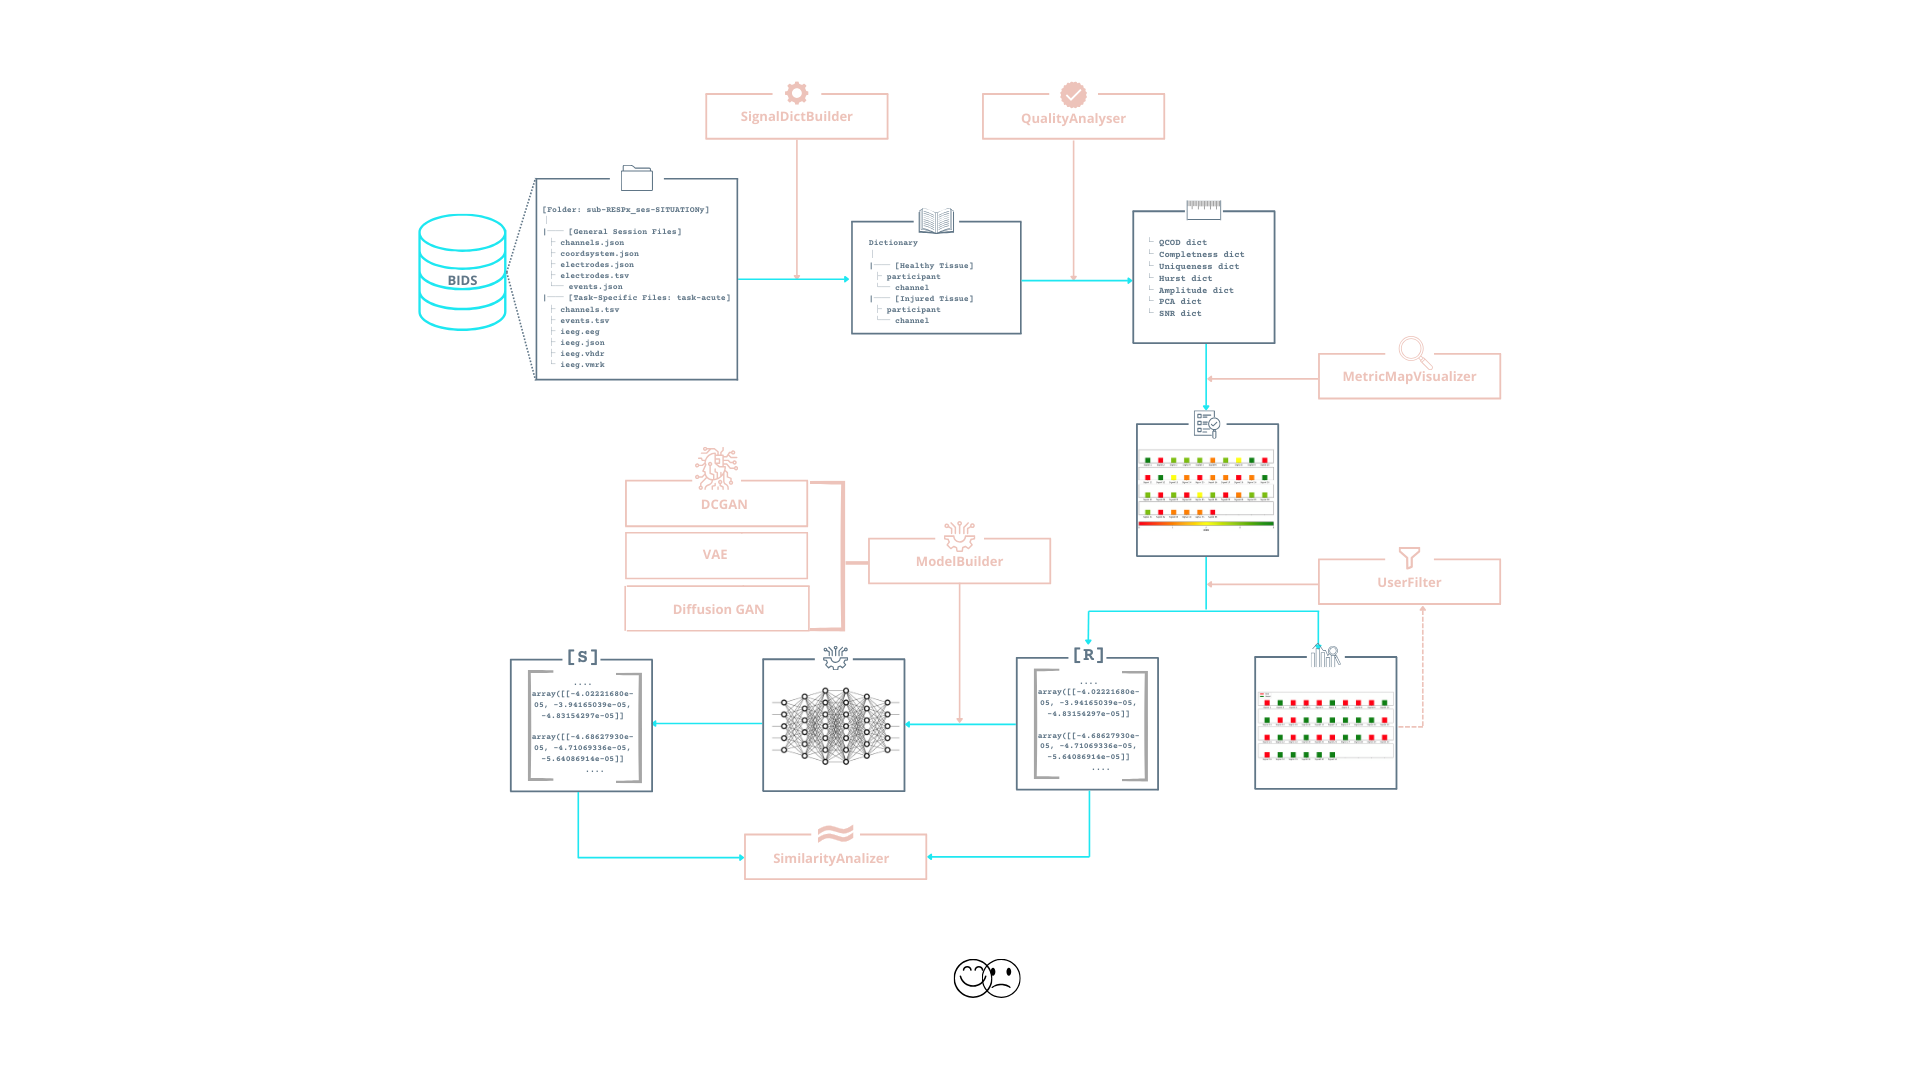 SignalDictBuilder
QualityAnalyser
BIDS
[Folder: sub-RESPx_ses-SITUATIONy]
[General Session Files]
channels.json
coordsystem.json
electrodes.json
electrodes.tsv
events.json
[Task-Specific Files: task-acute]
channels.tsv
events.tsv
ieeg.eeg
ieeg.json
ieeg.vhdr
ieeg.vmrk
Dictionary
[Healthy Tissue]
participant
channel
[Injured Tissue]
participant
channel
QCOD dict
Completness dict
Uniqueness dict
Hurst dict
Amplitude dict
PCA dict
SNR dict
MetricMapVisualizer
DCGAN
VAE
Diffusion GAN
ModelBuilder
UserFilter
[S]
....
array([[-4.02221680e-
05, -3.94165039e-05,
-4.83154297e-05]]
array([[-4.68627930e-
05, -4.71069336e-05,
-5.64086914e-05]]
....
[R]
....
array([[-4.02221680e-
05, -3.94165039e-05,
-4.83154297e-05]]
array([[-4.68627930e-
05, -4.71069336e-05,
-5.64086914e-05]]
....
SimilarityAnalizer